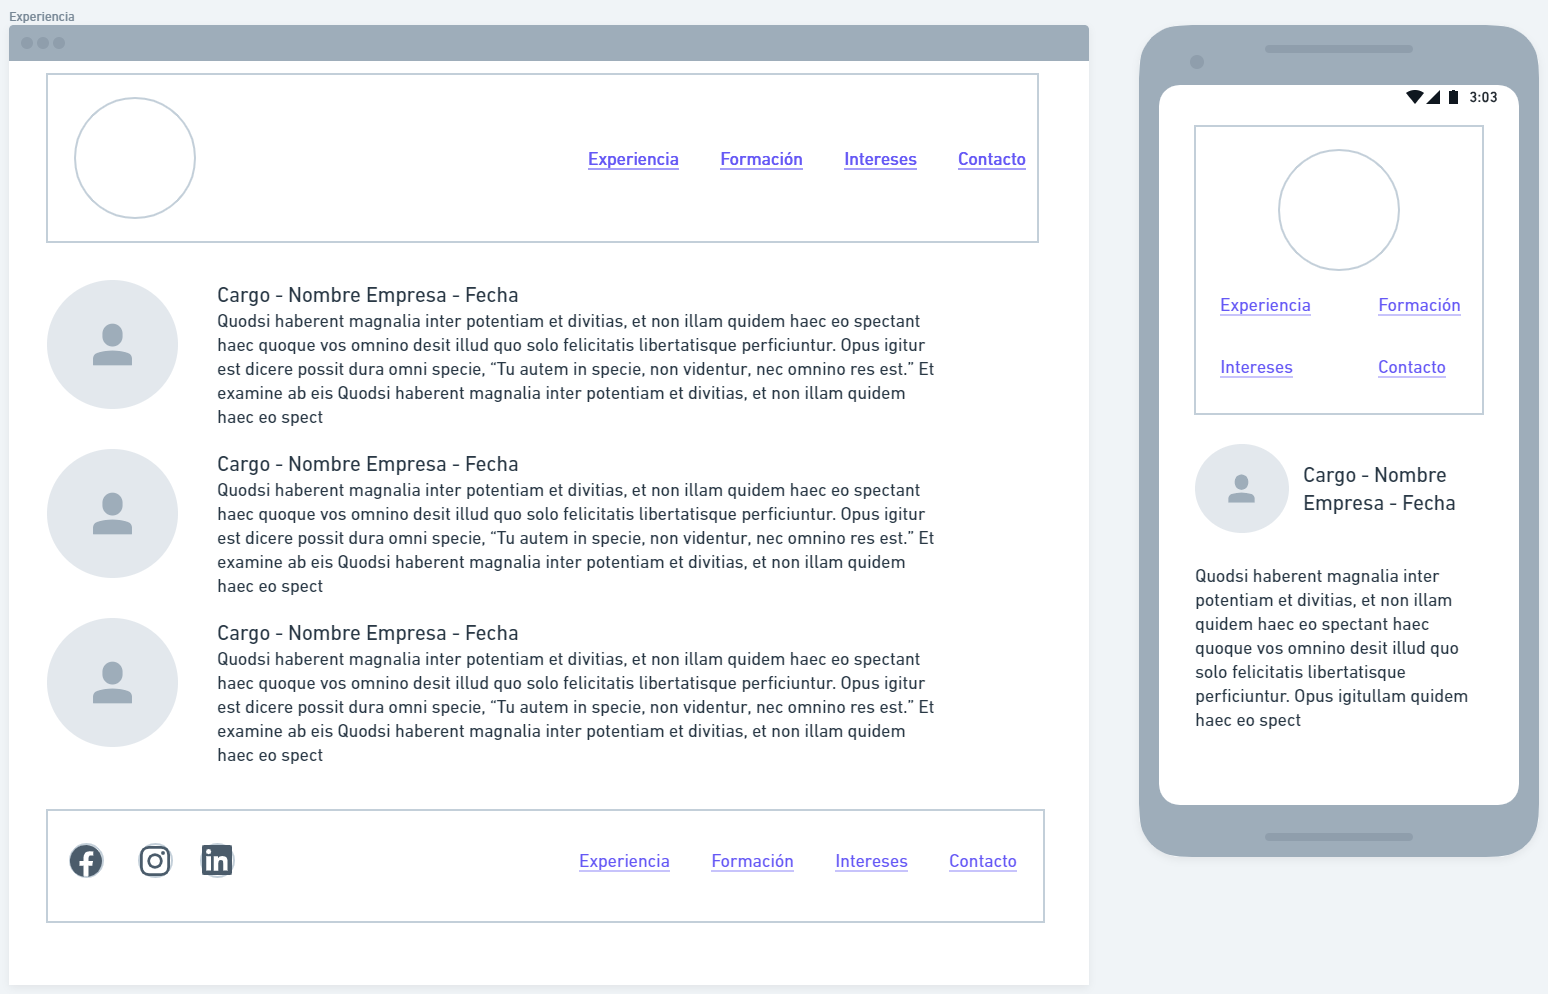 Experiencia
Experiencia Formación Intereses Contacto
Cargo - Nombre Empresa - Fecha
Quodsi haberent magnalia inter potentiam et divitias, et non illam quidem haec eo spectant
haec quoque vos omnino desit illud quo solo felicitatis libertatisque perficiuntur. Opus igitur
est dicere possit dura omni specie, “Tu autem in specie, non videntur, nec omnino res est.” Et
examine ab eis Quodsi haberent magnalia inter potentiam et divitias, et non illam quidem
haec eo spect
Cargo - Nombre Empresa - Fecha
Quodsi haberent magnalia inter potentiam et divitias, et non illam quidem haec eo spectant
haec quoque vos omnino desit illud quo solo felicitatis libertatisque perficiuntur. Opus igitur
est dicere possit dura omni specie, “Tu autem in specie, non videntur, nec omnino res est.” Et
examine ab eis Quodsi haberent magnalia inter potentiam et divitias, et non illam quidem
haec eo spect
Cargo - Nombre Empresa - Fecha
Quodsi haberent magnalia inter potentiam et divitias, et non illam quidem haec eo spectant
haec quoque vos omnino desit illud quo solo felicitatis libertatisque perficiuntur. Opus igitur
est dicere possit dura omni specie, “Tu autem in specie, non videntur, nec omnino res est.” Et
examine ab eis Quodsi haberent magnalia inter potentiam et divitias, et non illam quidem
haec eo spect
Experiencia Formación Intereses Contacto
3:03
Experiencia Formación
Intereses Contacto
Cargo - Nombre
Empresa - Fecha
Quodsi haberent magnalia inter
potentiam et divitias, et non illam
quidem haec eo spectant haec
quoque vos omnino desit illud quo
solo felicitatis libertatisque
perficiuntur. Opus igitullam quidem
haec eo spect